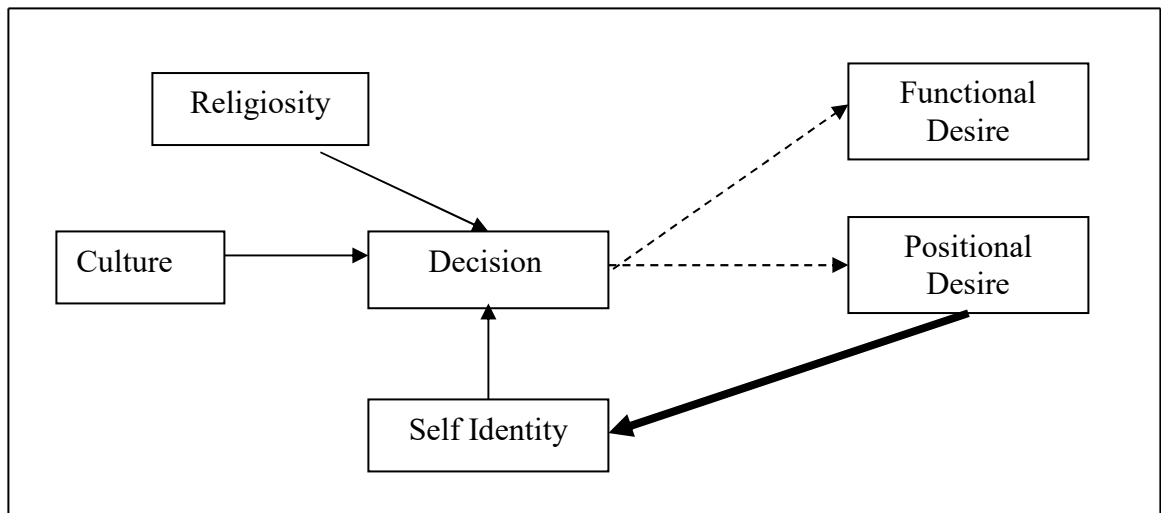 Religiosity
Functional
Desire
Culture
Decision
Positional
Desire
Self Identity